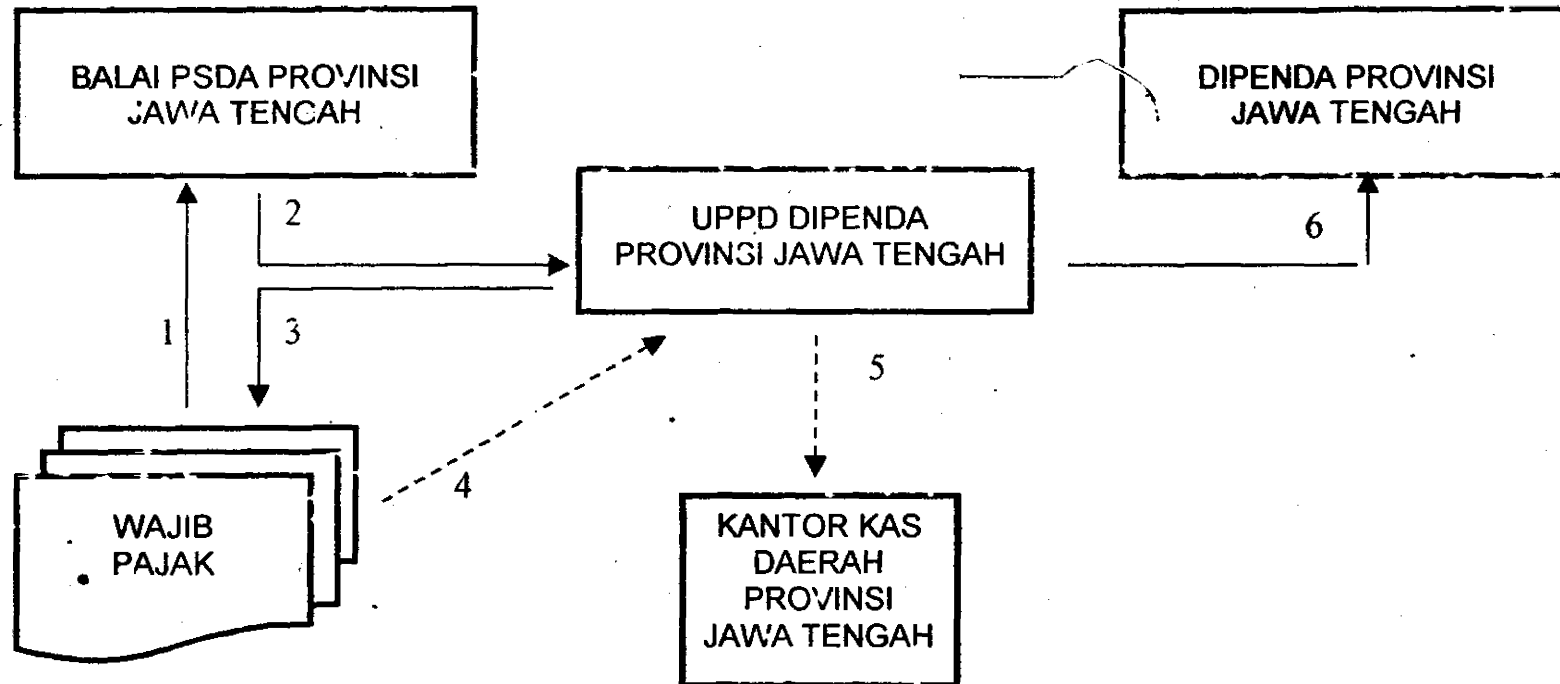 BALAI PSDA PROVINSI
JAWA TENGAH
DIPENDA PROVINSI
JAWA TENGAH
UPPD DIPENDA
PROVINSI JAWA TENGAH
1
2
3
4
5
6
WAJIB
PAJAK
KANTOR KAS
DAERAH
PROVINSI
JAWA TENGAH